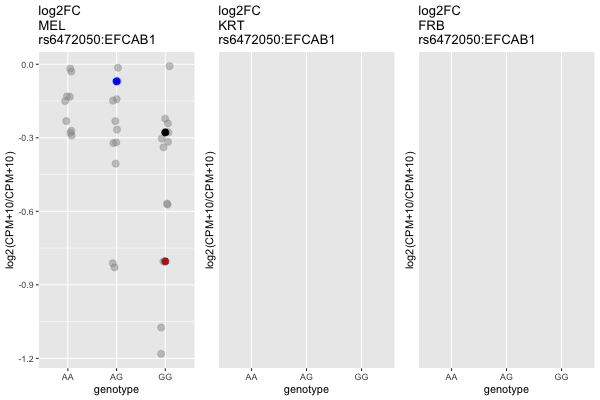 log2FC
MEL
rs6472050:EFCAB1
log2FC
KRT
rs6472050:EFCAB1
log2FC
FRB
rs6472050:EFCAB1
log2(CPM+10/CPM+10)
0.0
-0.3
-0.6
-0.9
-1.2
AA AG GG
genotype
log2(CPM+10/CPM+10)
AA AG GG
genotype
log2(CPM+10/CPM+10)
AA AG GG
genotype